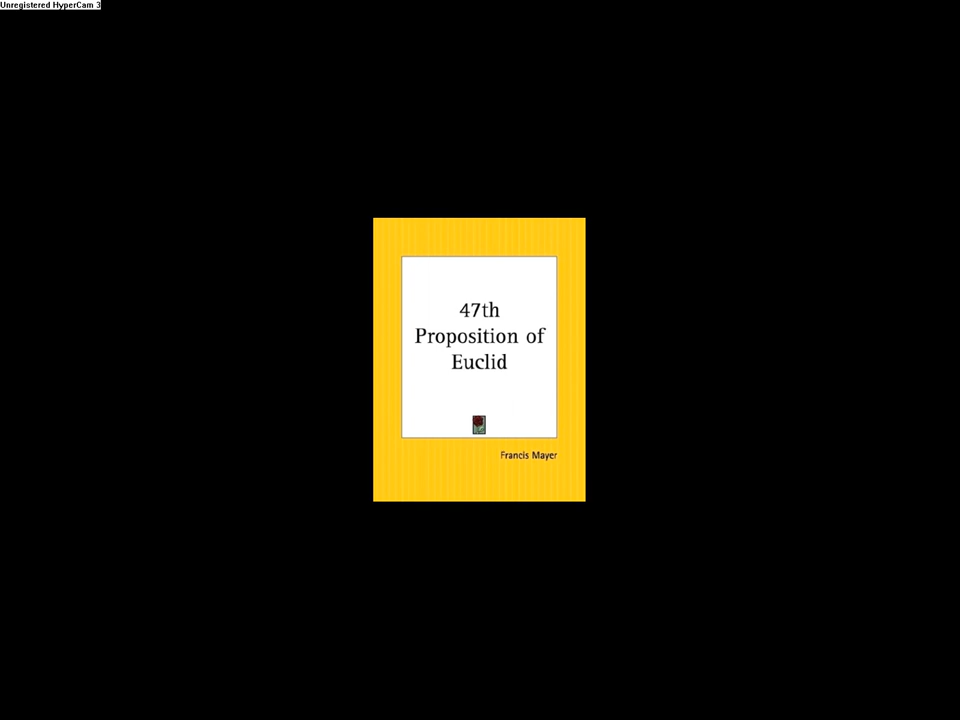 Unregistered HyperCam 3
47th
Proposition of
Euclid
Francis Mayer